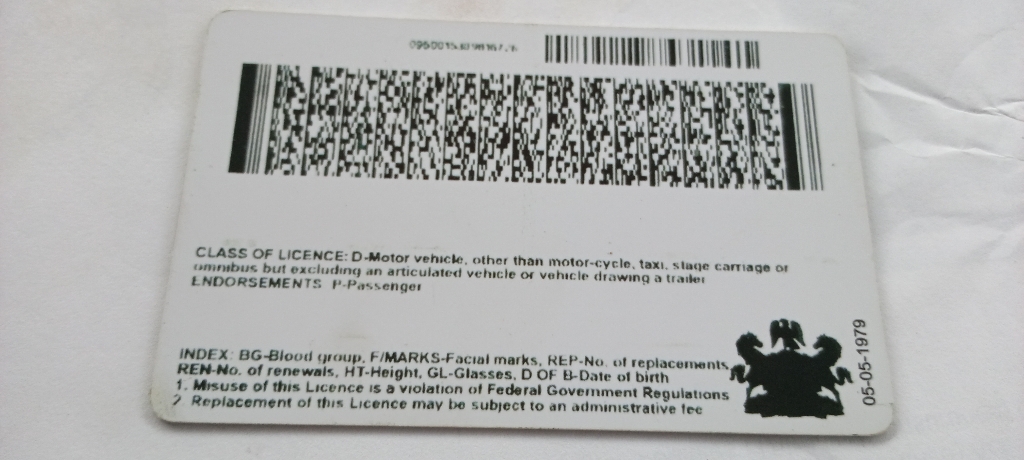 CLASS OF LICENCE: D-Motor vehicle, other than motor-cycle, taxi, stage carriage or
omnibus but excluding an articulated vehicle or vehicle drawing a trailer
ENDORSEMENTS P-Passenger
INDEX: BG-Blood group, F/MARKS-Facial marks, REP-No. of replacements,
REN-No. of renewals, HT-Height, GL-Glasses, D OF B-Date of birth
1. Misuse of this Licence is a violation of Federal Government Regulations
2. Replacement of this Licence may be subject to an administrative fee
05-05-1979